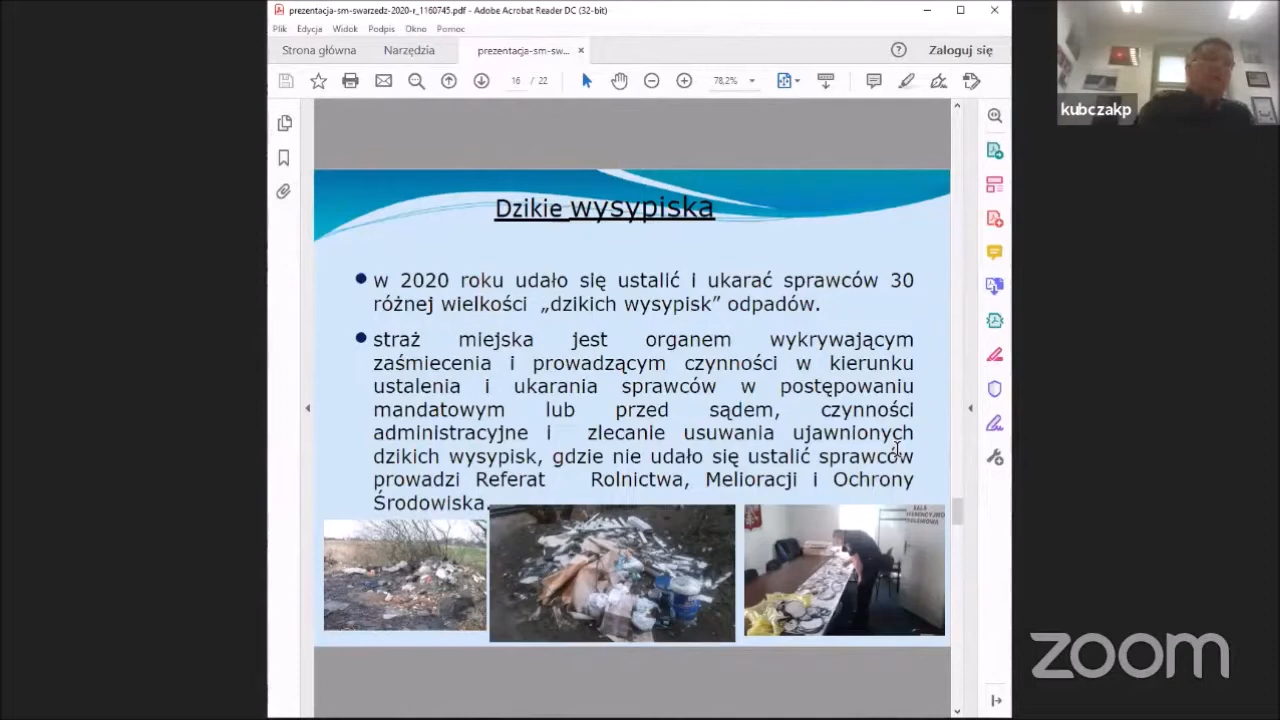 prezentacja-sm-swarzedz-2020-r_1160745.pdf - Adobe Acrobat Reader DC (32-bit)
Plik Edycja Widok Podpis Okno Pomoc
Strona główna Narzędzia prezentacja-sm-sw... × Zaloguj się
16 / 22 78,2%
kubczakp
Dzikie wysypiska
w 2020 roku udało się ustalić i ukarać sprawców 30
różnej wielkości „dzikich wysypisk” odpadów.
straż miejska jest organem wykrywającym
zaśmiecenia i prowadzącym czynności w kierunku
ustalenia i ukarania sprawców w postępowaniu
mandatowym lub przed sądem, czynności
administracyjne i zlecanie usuwania ujawnionych
dzikich wysypisk, gdzie nie udało się ustalić sprawców
prowadzi Referat Rolnictwa, Melioracji i Ochrony
Środowiska.
SALA
zoom